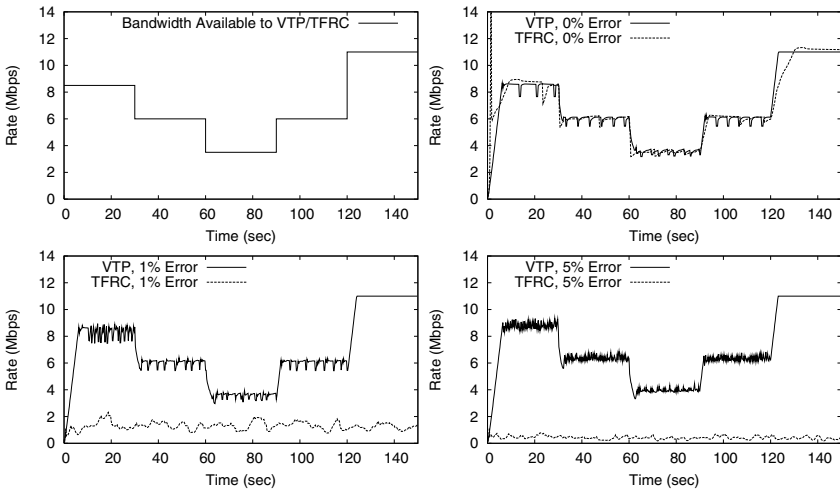 Bandwidth Available to VTP/TFRC
14
12
10
8
6
4
2
0
Rate (Mbps)
0 20 40 60 80 100 120 140
Time (sec)
VTP, 0% Error
TFRC, 0% Error
14
12
10
8
6
4
2
0
Rate (Mbps)
0 20 40 60 80 100 120 140
Time (sec)
VTP, 1% Error
TFRC, 1% Error
14
12
10
8
6
4
2
0
Rate (Mbps)
0 20 40 60 80 100 120 140
Time (sec)
VTP, 5% Error
TFRC, 5% Error
14
12
10
8
6
4
2
0
Rate (Mbps)
0 20 40 60 80 100 120 140
Time (sec)